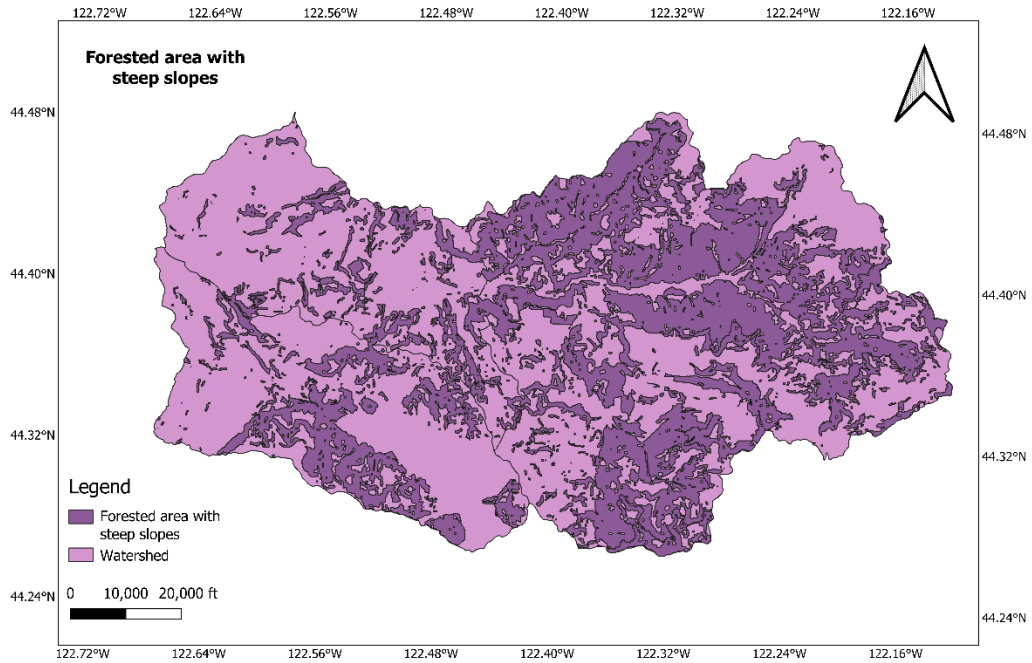 122.72°W 122.64°W 122.56°W 122.48°W 122.40°W 122.32°W 122.24°W 122.16°W
Forested area with
steep slopes
44.48°N 44.48°N
44.40°N 44.40°N
44.32°N 44.32°N
Legend
Forested area with
steep slopes
Watershed
0 10,000 20,000 ft
44.24°N 44.24°N
122.72°W 122.64°W 122.56°W 122.48°W 122.40°W 122.32°W 122.24°W 122.16°W